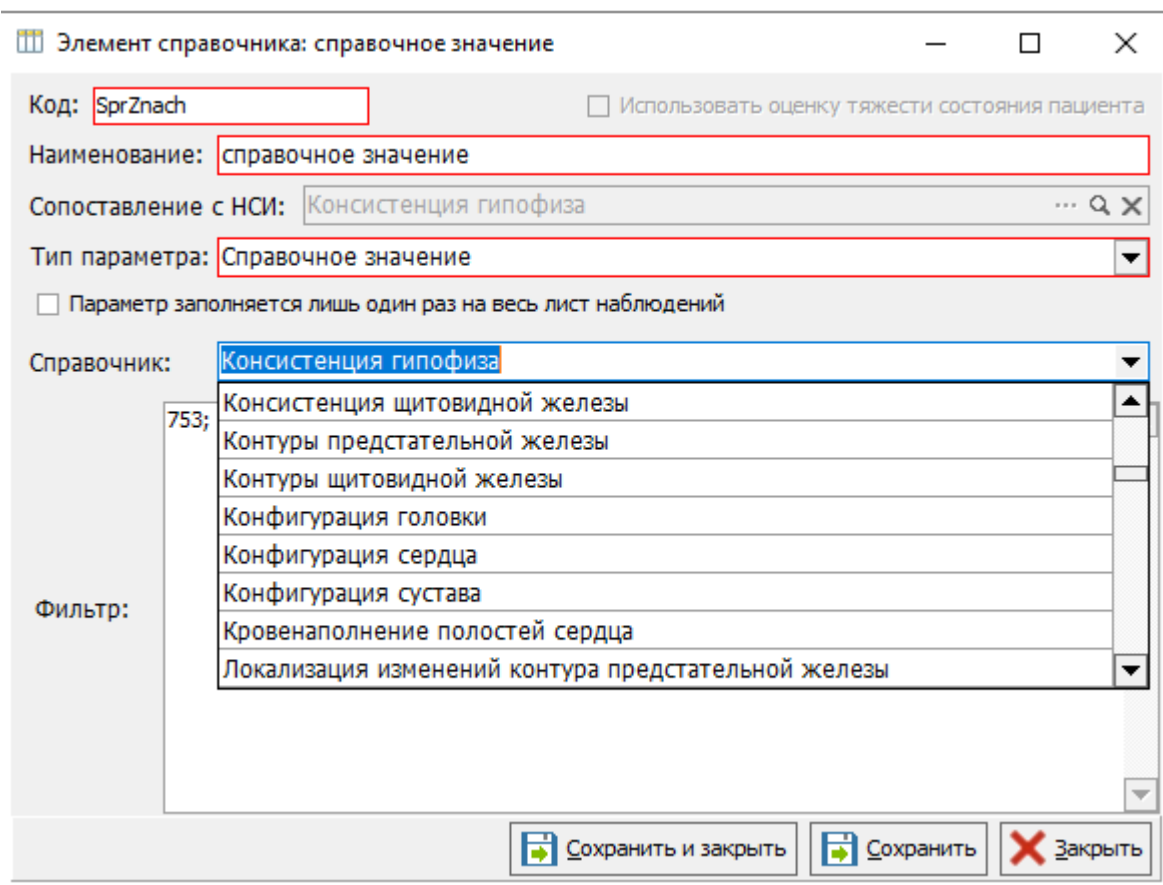 Элемент справочника: справочное значение
Код: SprZnach Использовать оценку тяжести состояния пациента
Наименование: справочное значение
Сопоставление с НСИ: Консистенция гипофиза ...
Тип параметра: Справочное значение
Параметр заполняется лишь один раз на весь лист наблюдений
Справочник: Консистенция гипофиза
Консистенция щитовидной железы
753;
Контуры предстательной железы
Контуры щитовидной железы
Конфигурация головки
Конфигурация сердца
Конфигурация сустава
Фильтр:
Кровенаполнение полостей сердца
Локализация изменений контура предстательной железы
Сохранить и закрыть Сохранить Закрыть